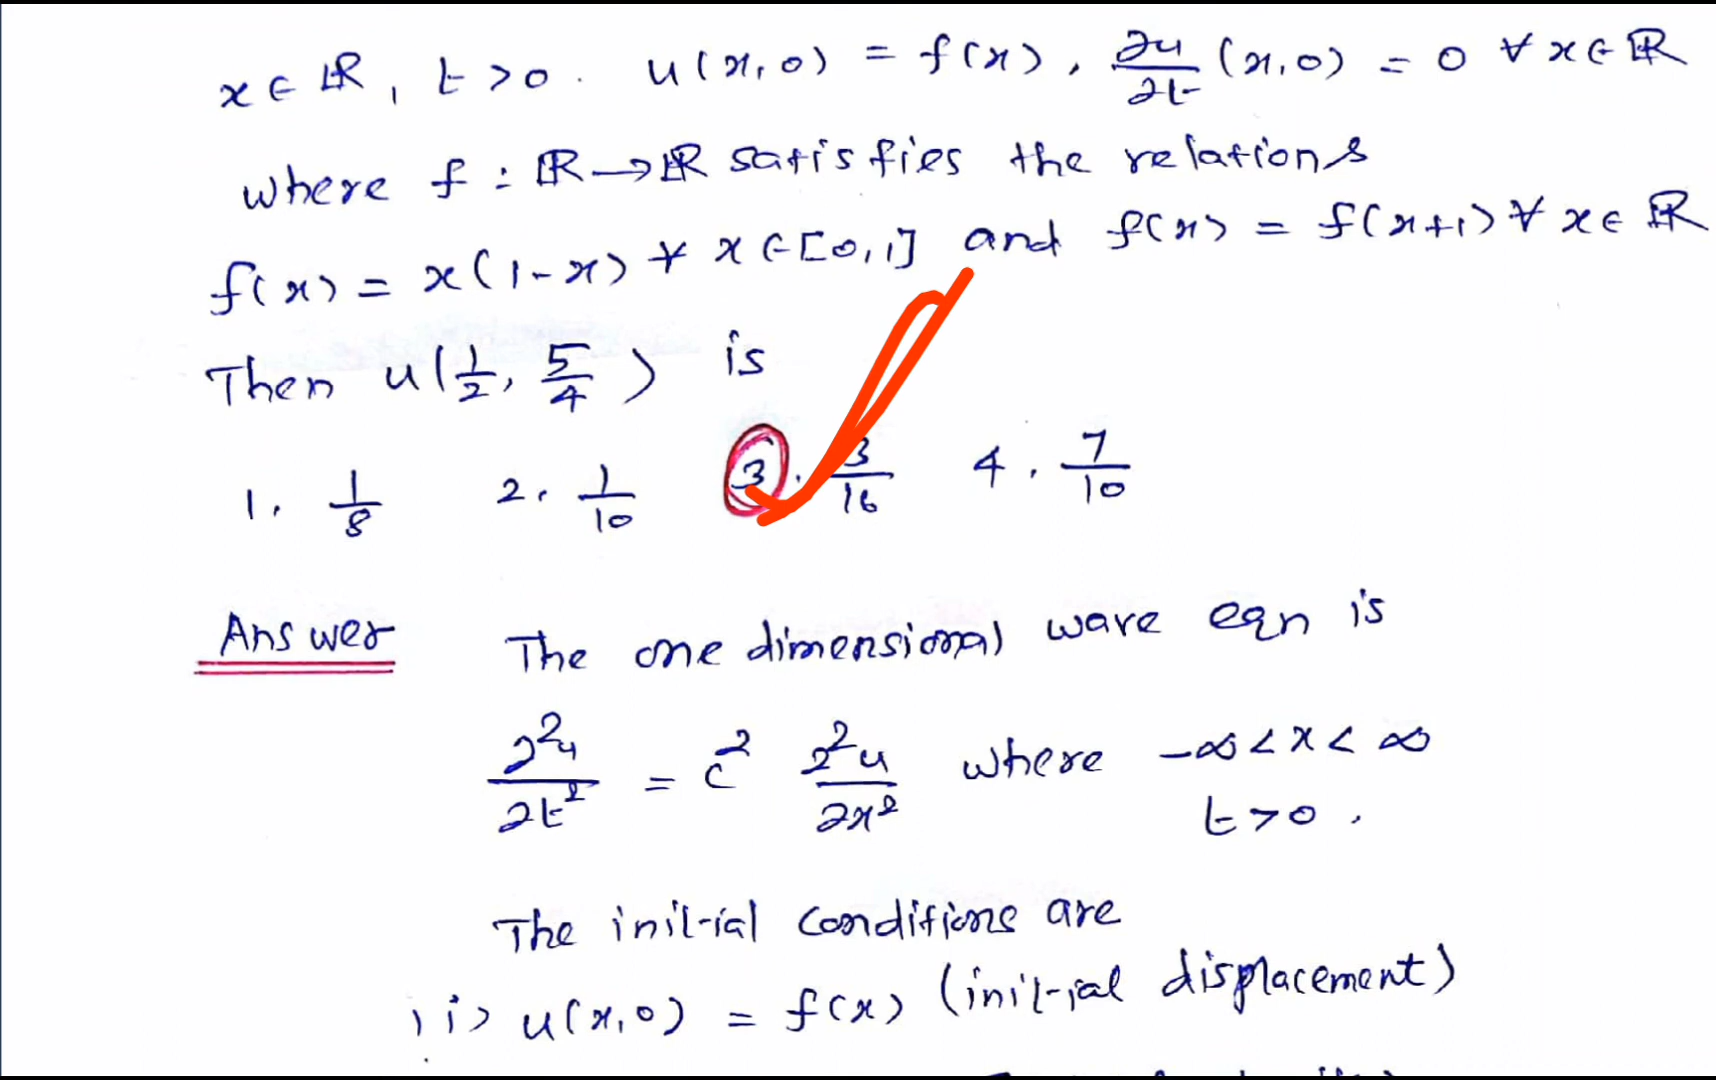 x ∈ ℝ, t > 0. u(x,0) = f(x), ∂u/∂t (x,0) = 0 ∀ x ∈ ℝ
where f : ℝ → ℝ satisfies the relations
f(x) = x(1-x) ∀ x ∈ [0,1] and f(x) = f(x+1) ∀ x ∈ ℝ
Then u(1/2, 5/4) is
1. 1/8 2. 1/10 3. 3/16 4. 7/10
Answer The one dimensional wave eqn is
∂²u/∂t² = c² ∂²u/∂x² where -∞ < x < ∞
t > 0.
The initial conditions are
i) u(x,0) = f(x) (initial displacement)